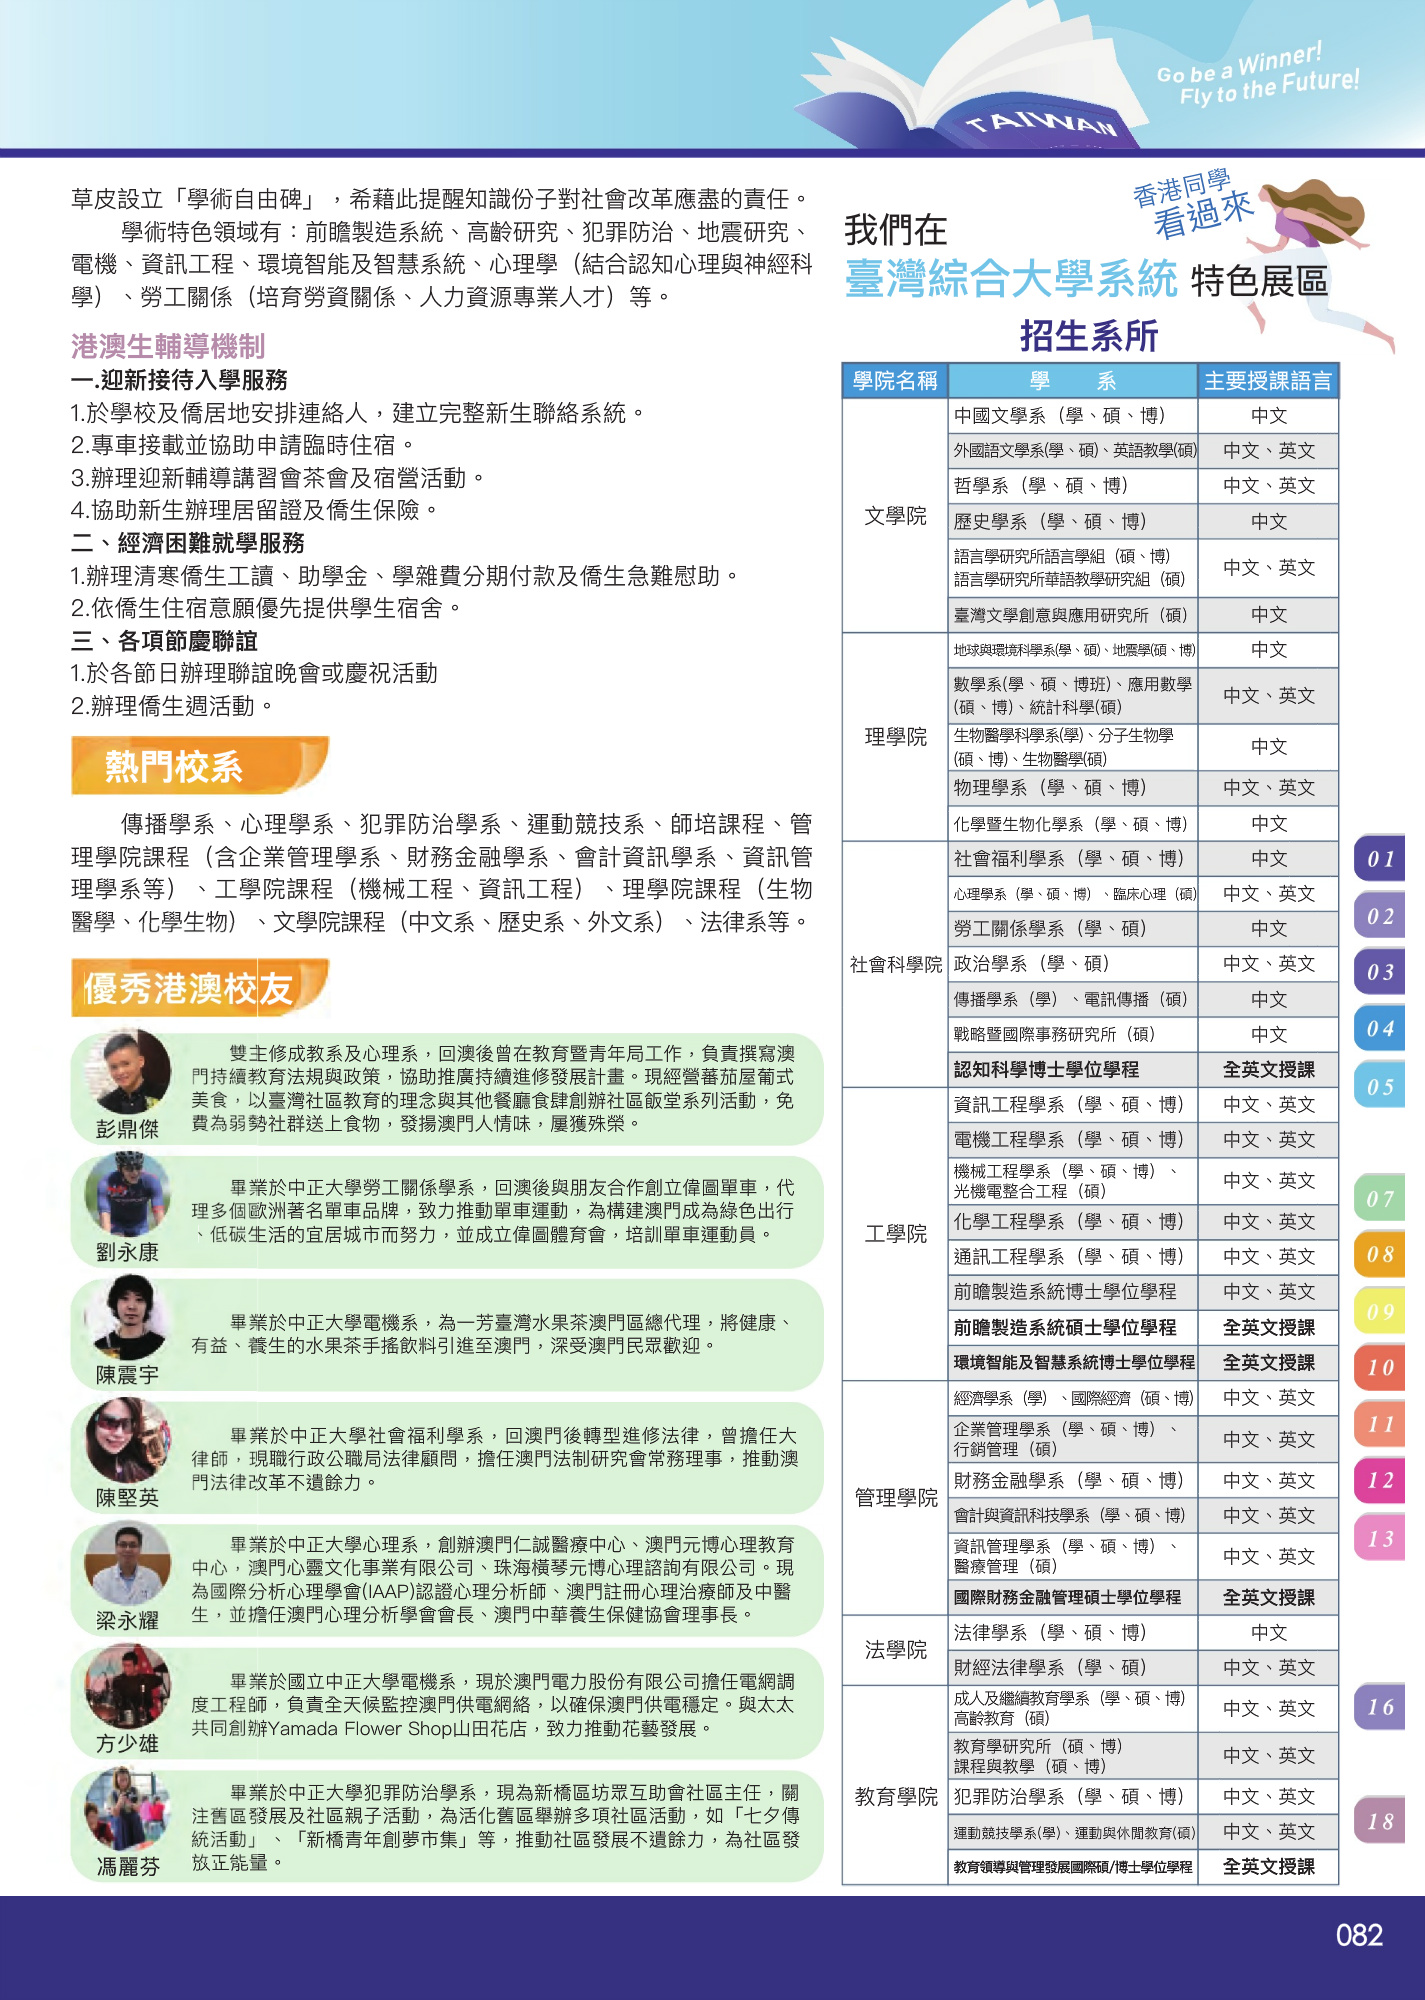 Go be a Winner!
Fly to the Future!
TAIWAN
草皮設立「學術自由碑」，希藉此提醒知識份子對社會改革應盡的責任。
學術特色領域有：前瞻製造系統、高齡研究、犯罪防治、地震研究、
電機、資訊工程、環境智能及智慧系統、心理學（結合認知心理與神經科
學）、勞工關係（培育勞資關係、人力資源專業人才）等。
港澳生輔導機制
一.迎新接待入學服務
1.於學校及僑居地安排連絡人，建立完整新生聯絡系統。
2.專車接載並協助申請臨時住宿。
3.辦理迎新輔導講習會茶會及宿營活動。
4.協助新生辦理居留證及僑生保險。
二、經濟困難就學服務
1.辦理清寒僑生工讀、助學金、學雜費分期付款及僑生急難慰助。
2.依僑生住宿意願優先提供學生宿舍。
三、各項節慶聯誼
1.於各節日辦理聯誼晚會或慶祝活動
2.辦理僑生週活動。
熱門校系
傳播學系、心理學系、犯罪防治學系、運動競技系、師培課程、管
理學院課程（含企業管理學系、財務金融學系、會計資訊學系、資訊管
理學系等）、工學院課程（機械工程、資訊工程）、理學院課程（生物
醫學、化學生物）、文學院課程（中文系、歷史系、外文系）、法律系等。
優秀港澳校友
彭鼎傑
雙主修成教系及心理系，回澳後曾在教育暨青年局工作，負責撰寫澳
門持續教育法規與政策，協助推廣持續進修發展計畫。現經營蕃茄屋葡式
美食，以臺灣社區教育的理念與其他餐廳食肆創辦社區飯堂系列活動，免
費為弱勢社群送上食物，發揚澳門人情味，屢獲殊榮。
劉永康
畢業於中正大學勞工關係學系，回澳後與朋友合作創立偉圖單車，代
理多個歐洲著名單車品牌，致力推動單車運動，為構建澳門成為綠色出行
、低碳生活的宜居城市而努力，並成立偉圖體育會，培訓單車運動員。
陳震宇
畢業於中正大學電機系，為一芳臺灣水果茶澳門區總代理，將健康、
有益、養生的水果茶手搖飲料引進至澳門，深受澳門民眾歡迎。
陳堅英
畢業於中正大學社會福利學系，回澳門後轉型進修法律，曾擔任大
律師，現職行政公職局法律顧問，擔任澳門法制研究會常務理事，推動澳
門法律改革不遺餘力。
梁永耀
畢業於中正大學心理系，創辦澳門仁誠醫療中心、澳門元博心理教育
中心，澳門心靈文化事業有限公司、珠海橫琴元博心理諮詢有限公司。現
為國際分析心理學會(IAAP)認證心理分析師、澳門註冊心理治療師及中醫
生，並擔任澳門心理分析學會會長、澳門中華養生保健協會理事長。
方少雄
畢業於國立中正大學電機系，現於澳門電力股份有限公司擔任電網調
度工程師，負責全天候監控澳門供電網絡，以確保澳門供電穩定。與太太
共同創辦Yamada Flower Shop山田花店，致力推動花藝發展。
馮麗芬
畢業於中正大學犯罪防治學系，現為新橋區坊眾互助會社區主任，關
注舊區發展及社區親子活動，為活化舊區舉辦多項社區活動，如「七夕傳
統活動」、「新橋青年創夢市集」等，推動社區發展不遺餘力，為社區發
放正能量。
香港同學
看過來
我們在
臺灣綜合大學系統 特色展區
招生系所
學院名稱 學 系 主要授課語言
文學院
中國文學系（學、碩、博） 中文
外國語文學系(學、碩)、英語教學(碩) 中文、英文
哲學系（學、碩、博） 中文、英文
歷史學系（學、碩、博） 中文
語言學研究所語言學組（碩、博）
語言學研究所華語教學研究組（碩） 中文、英文
臺灣文學創意與應用研究所（碩） 中文
理學院
地球與環境科學系(學、碩)、地震學(碩、博) 中文
數學系(學、碩、博班)、應用數學
(碩、博)、統計科學(碩) 中文、英文
生物醫學科學系(學)、分子生物學
(碩、博)、生物醫學(碩) 中文
物理學系（學、碩、博） 中文、英文
化學暨生物化學系（學、碩、博） 中文
社會科學院
社會福利學系（學、碩、博） 中文
心理學系（學、碩、博）、臨床心理（碩） 中文、英文
勞工關係學系（學、碩） 中文
政治學系（學、碩） 中文、英文
傳播學系（學）、電訊傳播（碩） 中文
戰略暨國際事務研究所（碩） 中文
認知科學博士學位學程 全英文授課
工學院
資訊工程學系（學、碩、博） 中文、英文
電機工程學系（學、碩、博） 中文、英文
機械工程學系（學、碩、博）、
光機電整合工程（碩） 中文、英文
化學工程學系（學、碩、博） 中文、英文
通訊工程學系（學、碩、博） 中文、英文
前瞻製造系統博士學位學程 中文、英文
前瞻製造系統碩士學位學程 全英文授課
環境智能及智慧系統博士學位學程 全英文授課
管理學院
經濟學系（學）、國際經濟（碩、博） 中文、英文
企業管理學系（學、碩、博）、
行銷管理（碩） 中文、英文
財務金融學系（學、碩、博） 中文、英文
會計與資訊科技學系（學、碩、博） 中文、英文
資訊管理學系（學、碩、博）、
醫療管理（碩） 中文、英文
國際財務金融管理碩士學位學程 全英文授課
法學院
法律學系（學、碩、博） 中文
財經法律學系（學、碩） 中文、英文
教育學院
成人及繼續教育學系（學、碩、博）
高齡教育（碩） 中文、英文
教育學研究所（碩、博）
課程與教學（碩、博） 中文、英文
犯罪防治學系（學、碩、博） 中文、英文
運動競技學系(學)、運動與休閒教育(碩) 中文、英文
教育領導與管理發展國際碩/博士學位學程 全英文授課
01
02
03
04
05
07
08
09
10
11
12
13
16
18
082